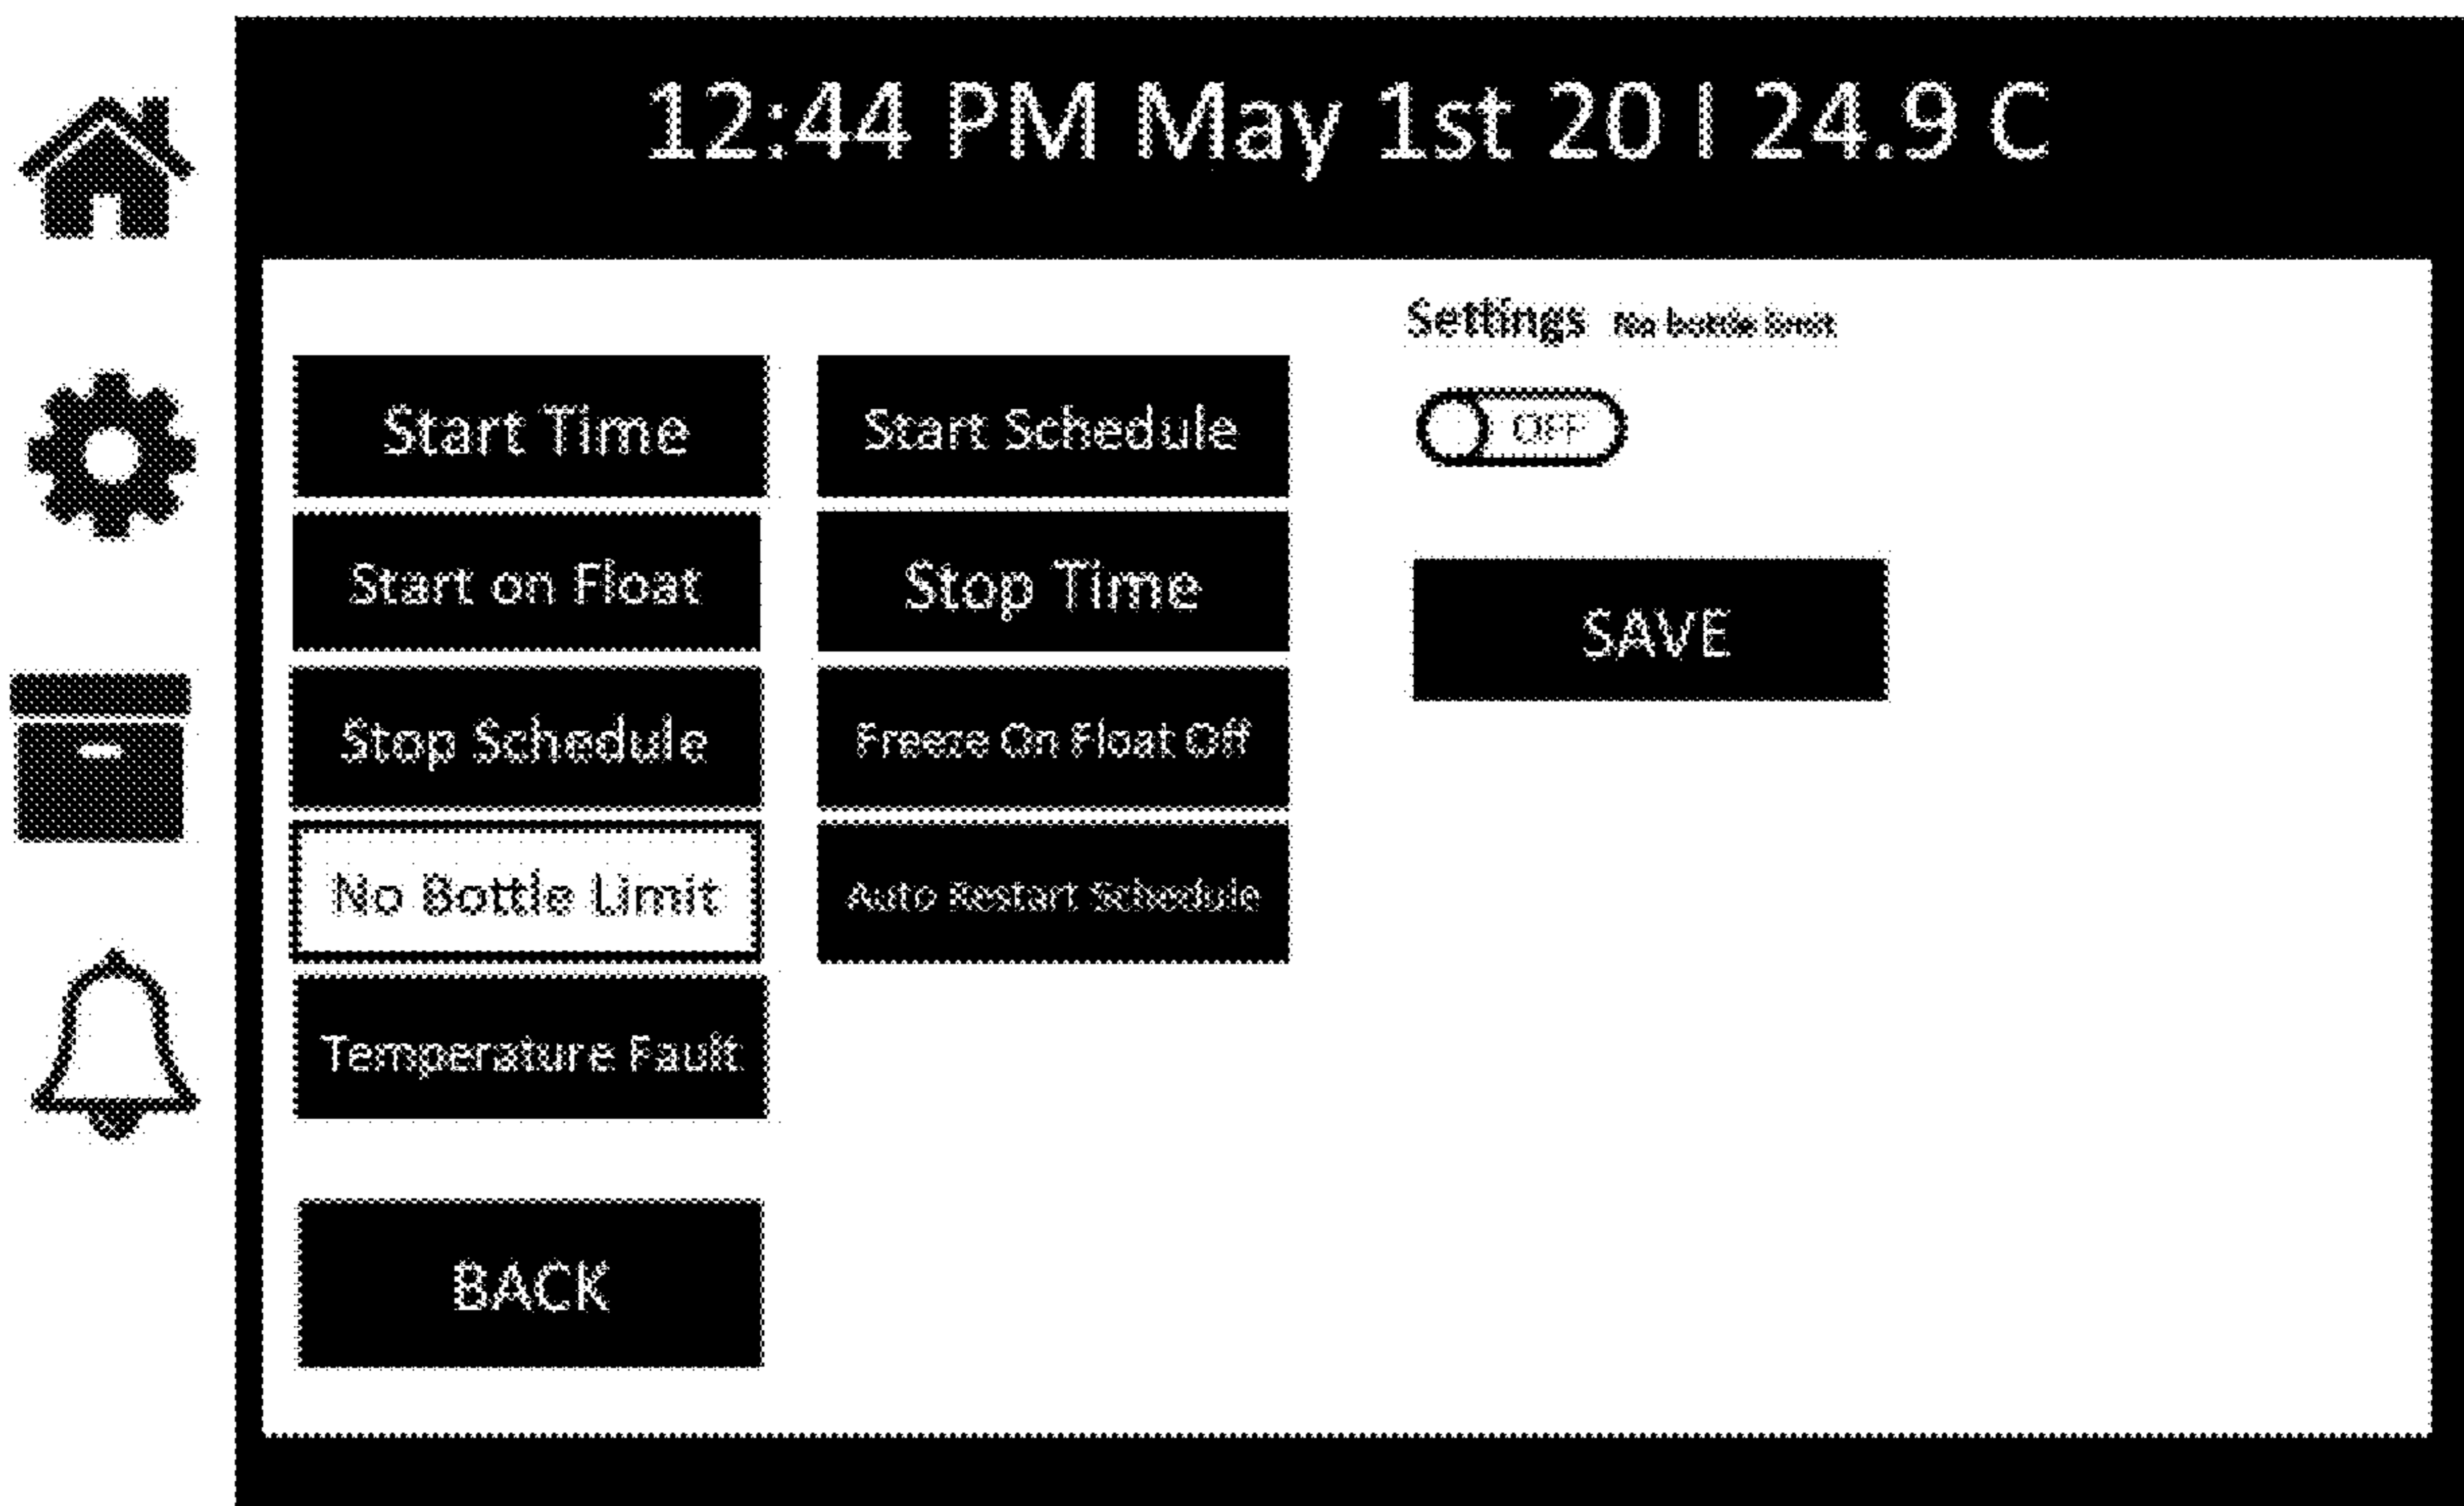 12:44 PM May 1st 20 | 24.9 C
Settings No bottle limit
Start Time
Start Schedule
OFF
Start on Float
Stop Time
SAVE
Stop Schedule
Freeze On Float Off
No Bottle Limit
Auto Restart Schedule
Temperature Fault
BACK